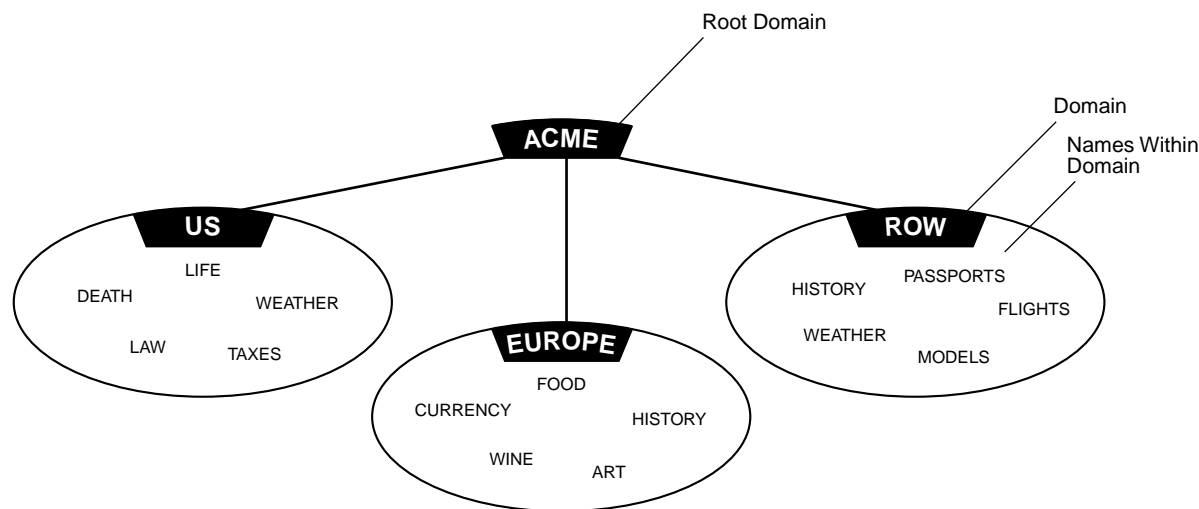 Root Domain
ACME
Domain
Names Within
Domain
US
LIFE
DEATH
WEATHER
LAW
TAXES
EUROPE
FOOD
CURRENCY
HISTORY
WINE
ART
ROW
PASSPORTS
HISTORY
FLIGHTS
WEATHER
MODELS